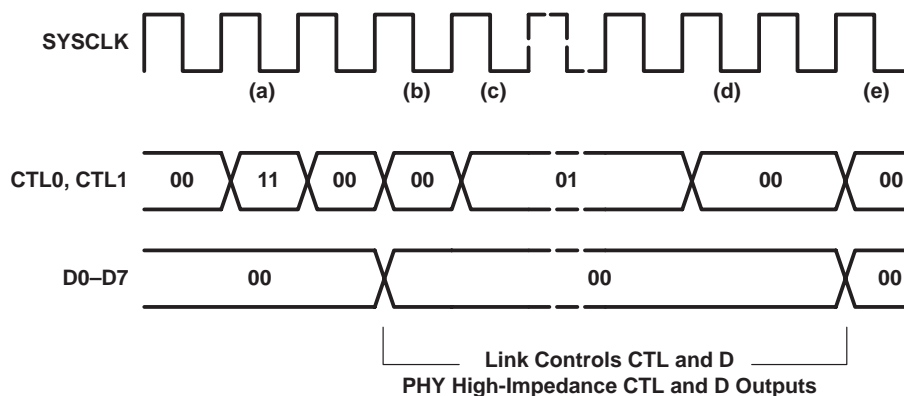 SYSCLK
(a) (b) (c) (d) (e)
CTL0, CTL1 00 11 00 00 01 00 00
D0–D7 00 00 00
Link Controls CTL and D
PHY High-Impedance CTL and D Outputs